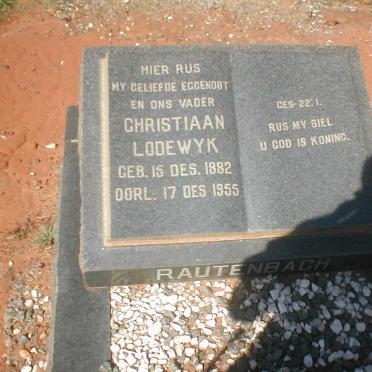 HIER RUS
MY GELIEFDE EGGENOOT
EN ONS VADER
CHRISTIAAN
LODEWYK
GEB. 15 DES. 1882
OORL. 17 DES 1955
GES-22:1.
RUS MY SIEL
U GOD IS KONING.
RAUTENBACH